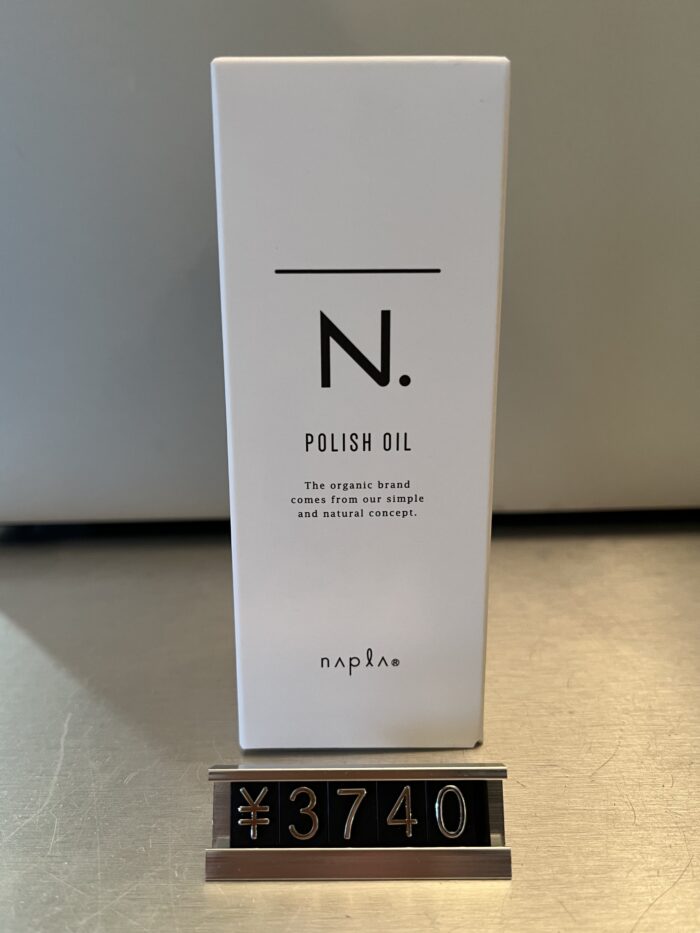 N.
POLISH OIL
The organic brand
comes from our simple
and natural concept.
napla®
¥3740